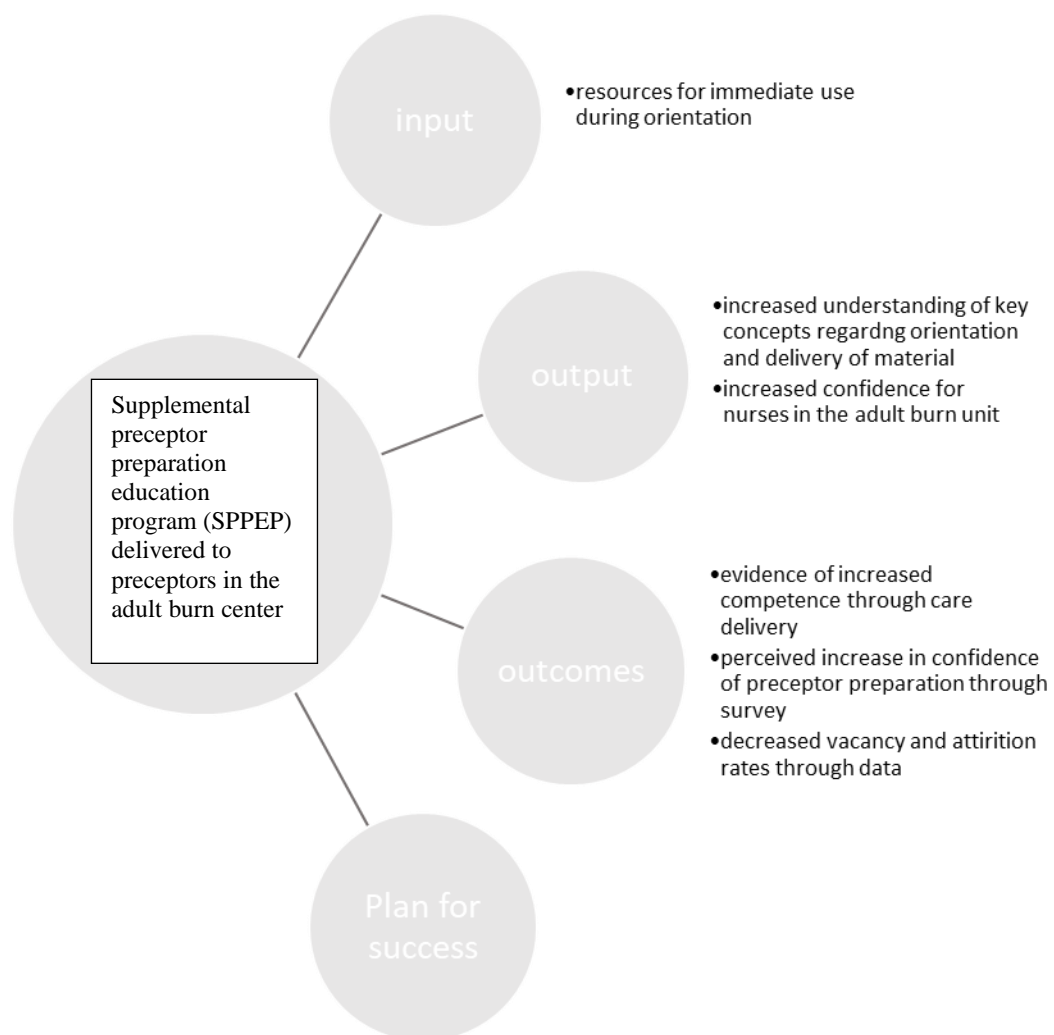 input
•resources for immediate use
during orientation
output
•increased understanding of key
concepts regardng orientation
and delivery of material
•increased confidence for
nurses in the adult burn unit
Supplemental
preceptor
preparation
education
program (SPPEP)
delivered to
preceptors in the
adult burn center
outcomes
•evidence of increased
competence through care
delivery
•perceived increase in confidence
of preceptor preparation through
survey
•decreased vacancy and attirition
rates through data
Plan for
success